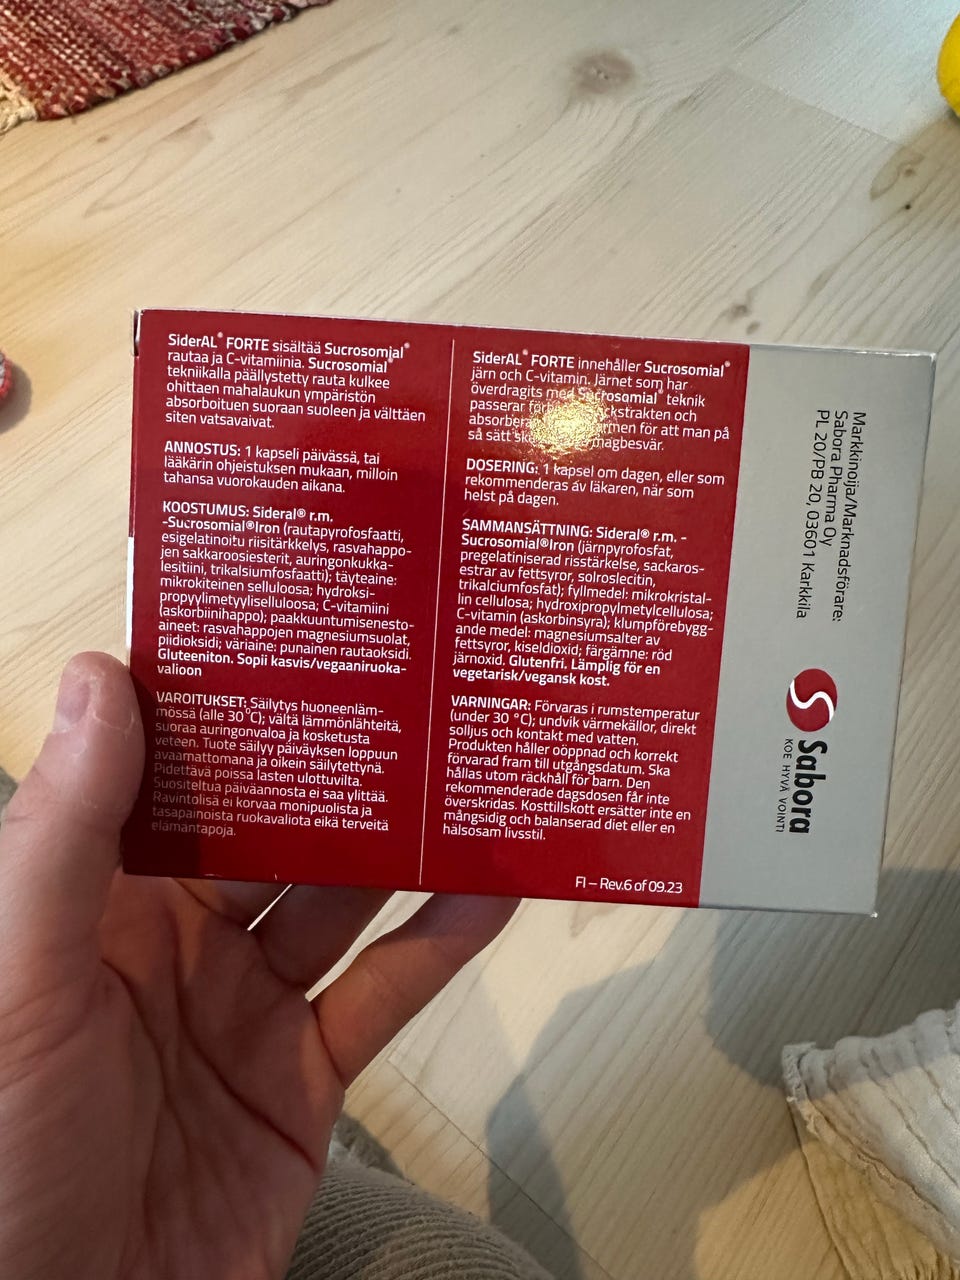 SiderAL® FORTE sisältää Sucrosomial®
rautaa ja C-vitamiinia. Sucrosomial®
tekniikalla päällystetty rauta kulkee
ohittaen mahalaukun ympäristön
absorboituen suoraan suoleen ja välttäen
siten vatsavaivat.
ANNOSTUS: 1 kapseli päivässä, tai
lääkärin ohjeistuksen mukaan, milloin
tahansa vuorokauden aikana.
KOOSTUMUS: Sideral® r.m.
-Sucrosomial®Iron (rautapyrofosfaatti,
esigelatinoitu riisitärkkelys, rasvahappo-
jen sakkaroosiesterit, auringonkukka-
lesitiini, trikalsiumfosfaatti); täyteaine:
mikrokiteinen selluloosa; hydroksi-
propyylimetyyliselluloosa; C-vitamiini
(askorbiinihappo); paakkuuntumisenesto-
aineet: rasvahappojen magnesiumsuolat,
piidioksidi; väriaine: punainen rautaoksidi.
Gluteeniton. Sopii kasvis/vegaaniruoka-
valioon
VAROITUKSET: Säilytys huoneenläm-
mössä (alle 30°C); vältä lämmönlähteitä,
suoraa auringonvaloa ja kosketusta
veteen. Tuote säilyy päiväyksen loppuun
avaamattomana ja oikein säilytettynä.
Pidettävä poissa lasten ulottuvilta.
Suositeltua päiväannosta ei saa ylittää.
Ravintolisä ei korvaa monipuolista ja
tasapainoista ruokavaliota eikä terveitä
elämäntapoja.
SiderAL® FORTE innehåller Sucrosomial®
järn och C-vitamin. Järnet som har
överdragits med Sucrosomial® teknik
passerar och
absorberas för att man på
så sätt magbesvär.
DOSERING: 1 kapsel om dagen, eller som
rekommenderas áv läkaren, när som
helst på dagen.
SAMMANSÄTTNING: Sideral® r.m. -
Sucrosomial®Iron (järnpyrofosfat,
pregelatiniserad risstärkelse, sackaros-
estrar av fettsyror, solroslecitin,
trikalciumfosfat); fyllmedel: mikrokristal-
lin cellulosa; hydroxipropylmetylcellulosa;
C-vitamin (askorbinsyra); klumpförebygg-
ande medel: magnesiumsalter av
fettsyror, kiseldioxid; färgämne: röd
järnoxid. Glutenfri. Lämplig för en
vegetarisk/vegansk kost.
VARNINGAR: Förvaras i rumstemperatur
(under 30 °C); undvik värmekällor, direkt
solljus och kontakt med vatten.
Produkten håller oöppnad och korrekt
förvarad fram till utgångsdatum. Ska
hållas utom räckhåll för barn. Den
rekommenderade dagsdosen får inte
överskridas. Kosttillskott ersätter inte en
mångsidig och balanserad diet eller en
hälsosam livsstil.
FI – Rev.6 of 09.23
Markkinoija/Marknadsförare:
Sabora Pharma Oy
PL 20/PB 20, 03601 Karkkila
Sabora
KOE HYVÄ VOINTI